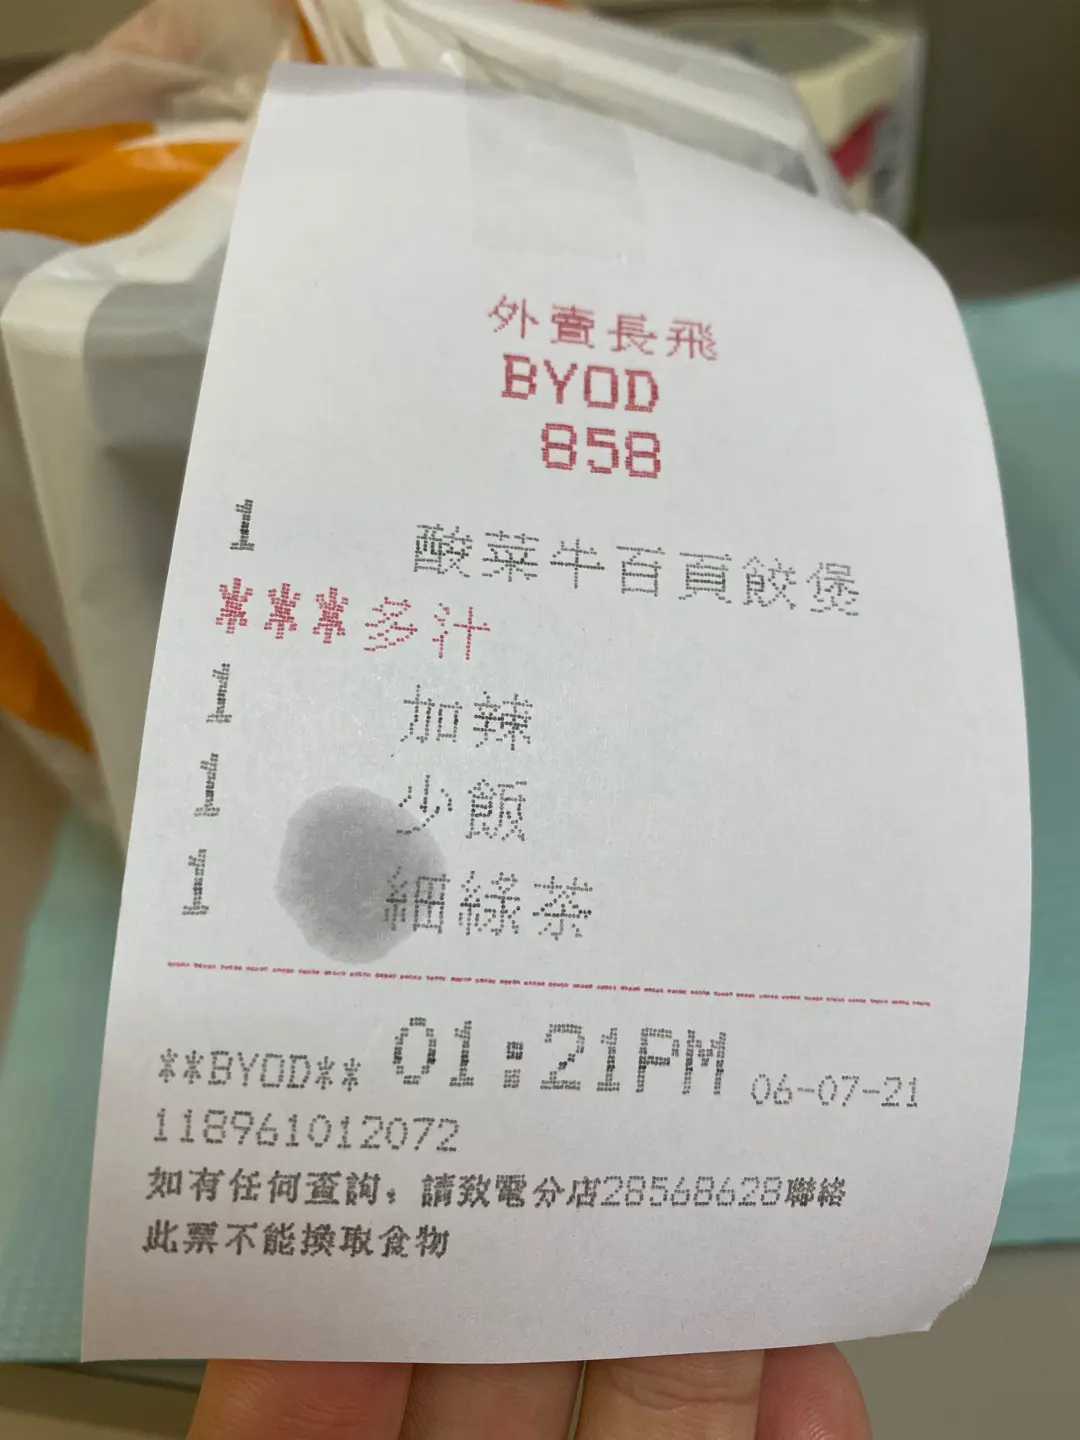 外賣長飛
BYOD
858
1 酸菜牛百頁餃煲
***多汁
1 加辣
1 少飯
1 細綠茶
**BYOD** 01:21PM 06-07-21
118961012072
如有任何查詢，請致電分店28568628聯絡
此票不能換取食物